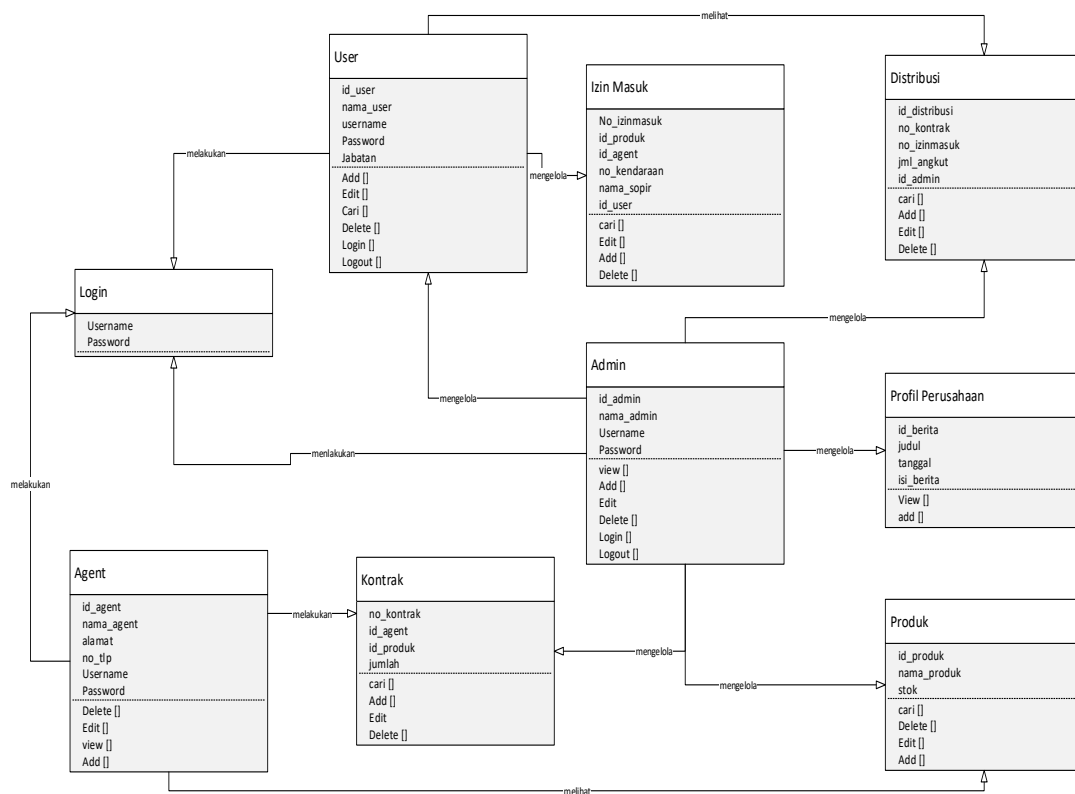 melihat
User
id_user
nama_user
username
Password
Jabatan
Add []
Edit []
Cari []
Delete []
Login []
Logout []
Izin Masuk
No_izinmasuk
id_produk
id_agent
no_kendaraan
nama_sopir
id_user
cari []
Edit []
Add []
Delete []
Distribusi
id_distribusi
no_kontrak
no_izinmasuk
jml_angkut
id_admin
cari []
Add []
Edit []
Delete []
melakukan
mengelola
Login
Username
Password
mengelola
Admin
id_admin
nama_admin
Username
Password
view []
Add []
Edit
Delete []
Login []
Logout []
mengelola
menlakukan
mengelola
Profil Perusahaan
id_berita
judul
tanggal
isi_berita
View []
add []
melakukan
Agent
id_agent
nama_agent
alamat
no_tlp
Username
Password
Delete []
Edit []
view []
Add []
melakukan
Kontrak
no_kontrak
id_agent
id_produk
jumlah
cari []
Add []
Edit
Delete []
mengelola
mengelola
Produk
id_produk
nama_produk
stok
cari []
Delete []
Edit []
Add []
melihat